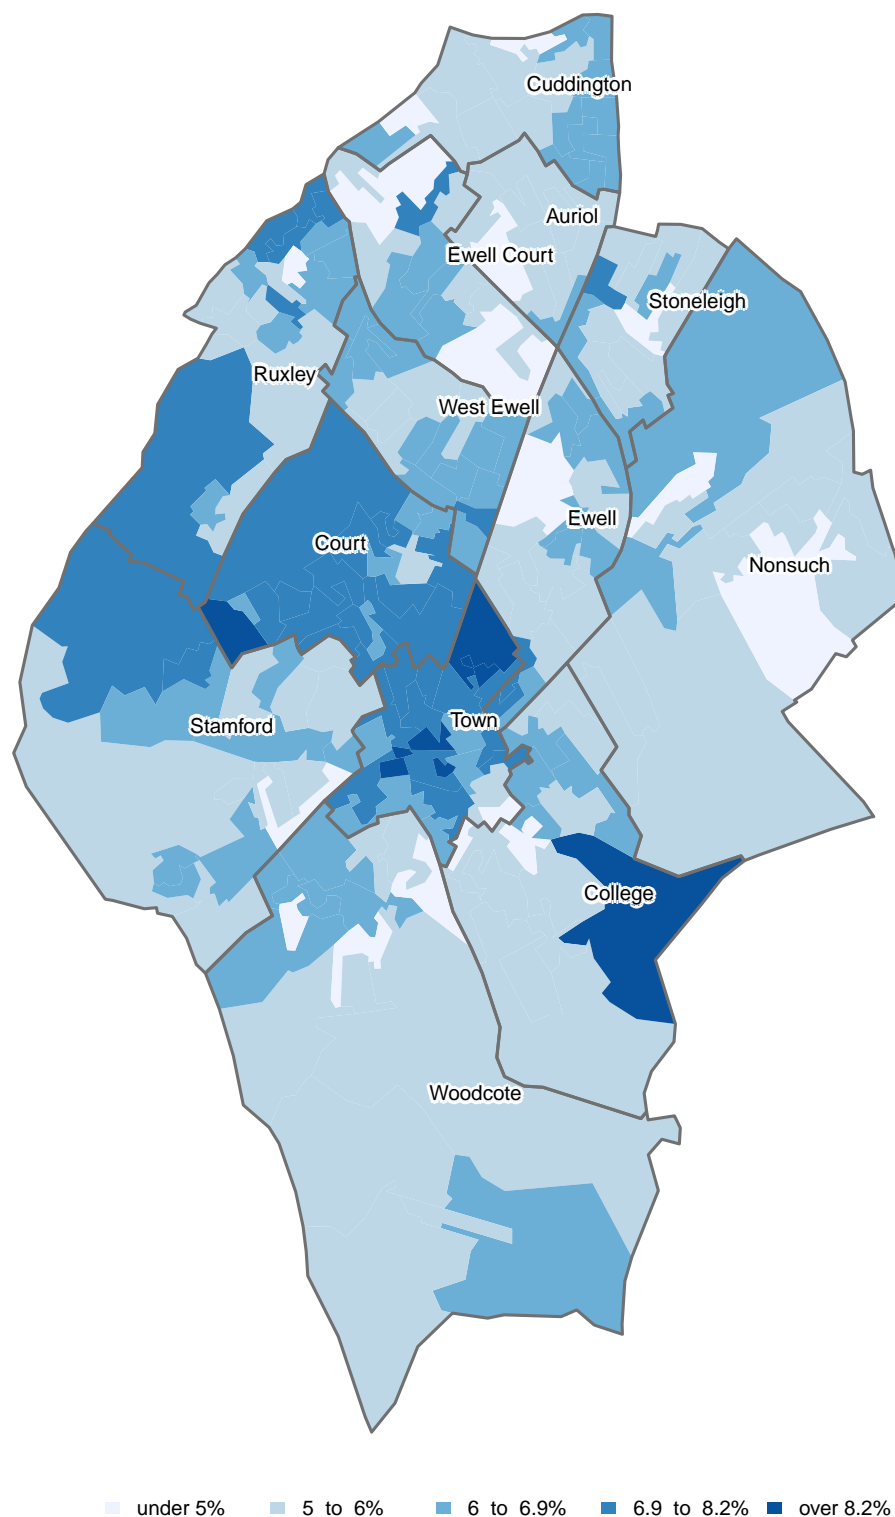 Cuddington
Auriol
Ewell Court
Stoneleigh
Ruxley
West Ewell
Ewell
Court
Nonsuch
Stamford
Town
College
Woodcote
under 5%
5 to 6%
6 to 6.9%
6.9 to 8.2%
over 8.2%